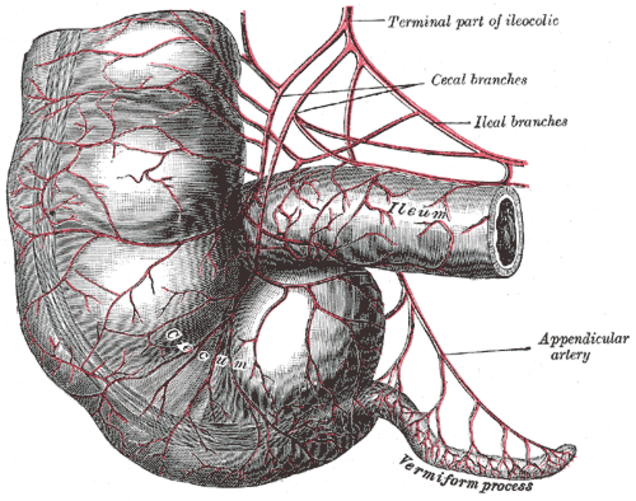 Terminal part of ileocolic
Cecal branches
Ileal branches
Ileum
Cecum
Appendicular
artery
Vermiform process